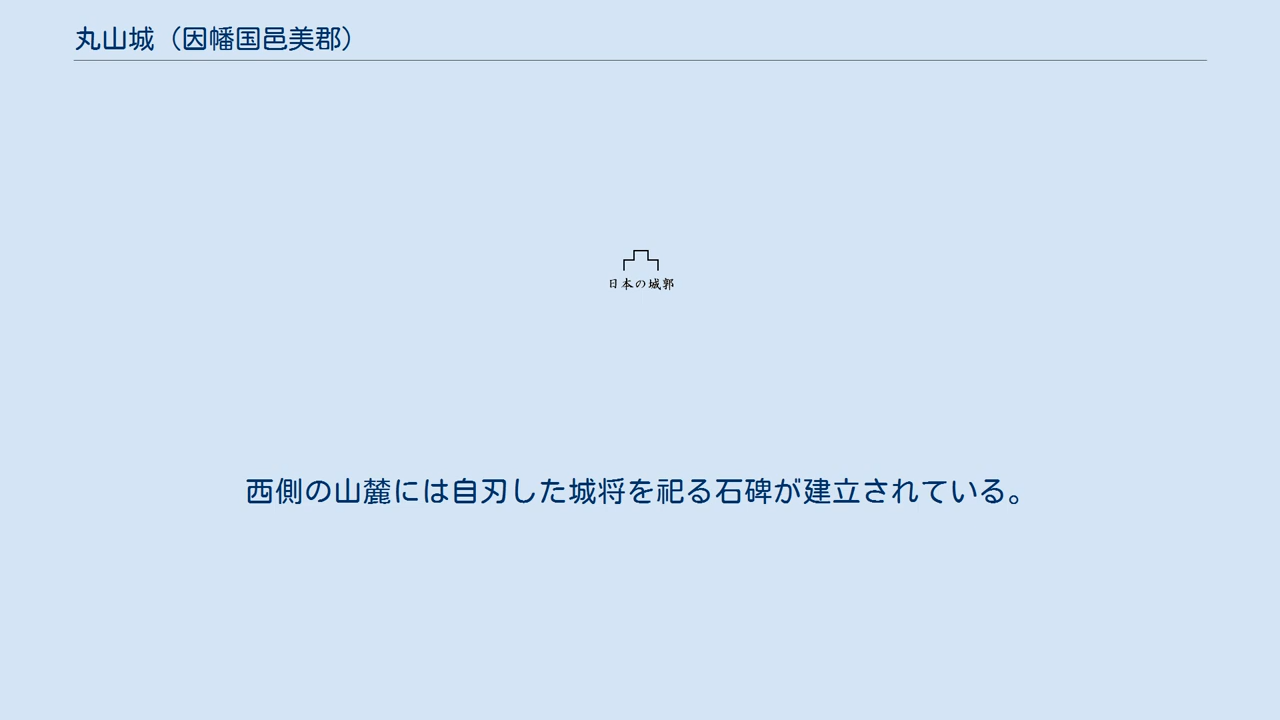 丸山城（因幡国邑美郡）
日本の城郭
西側の山麓には自刃した城将を祀る石碑が建立されている。